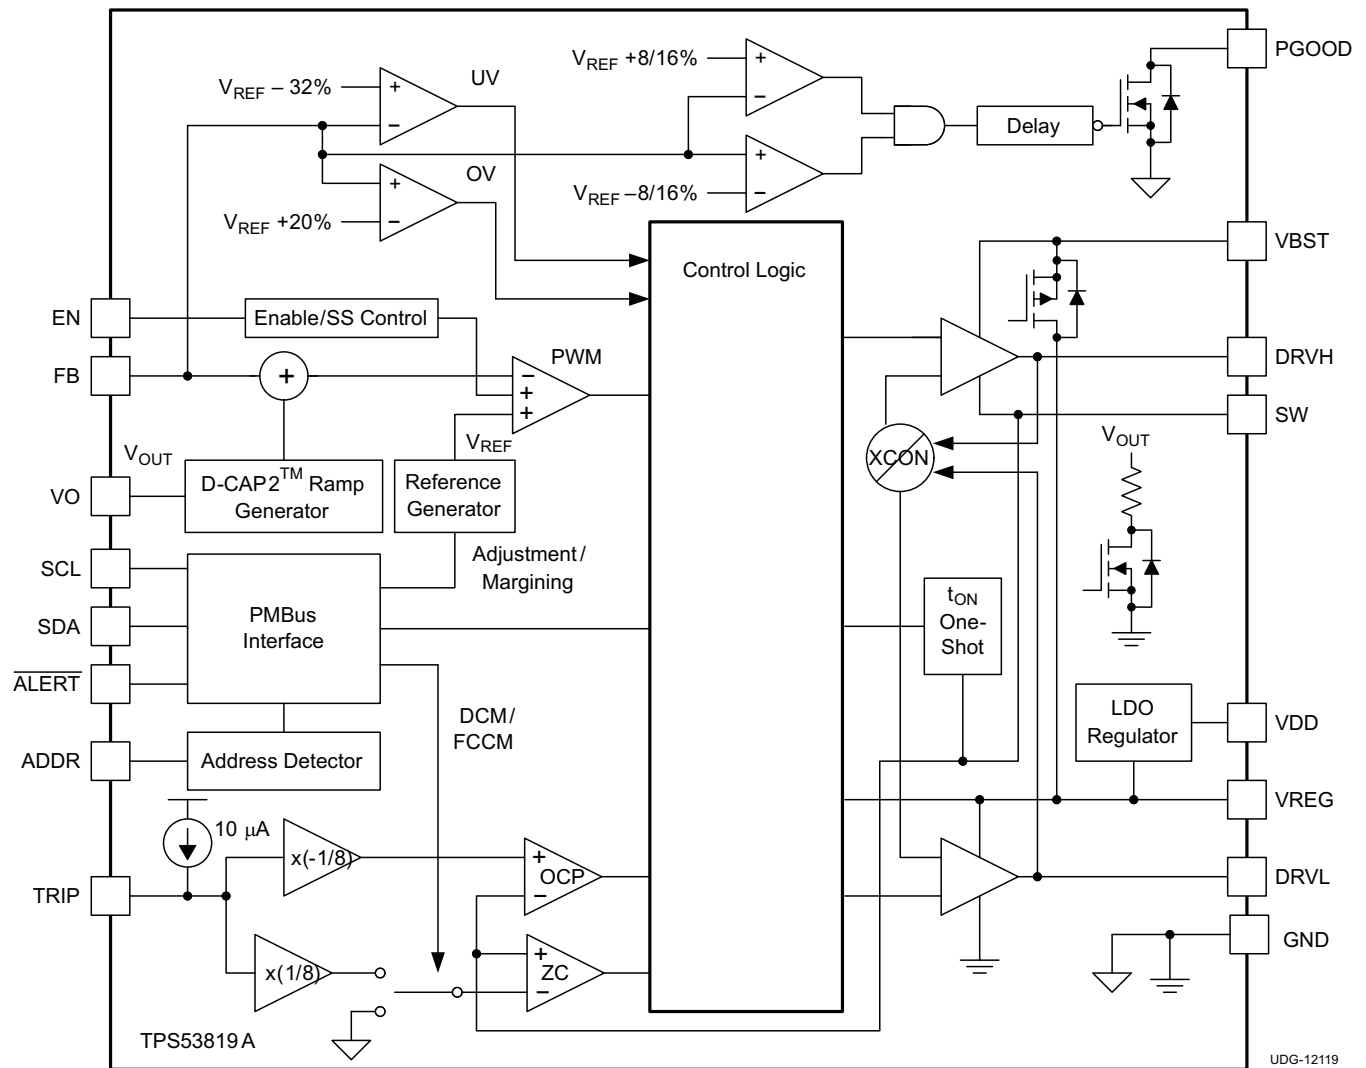 PGOOD
V_REF +8/16%
+
−
UV
V_REF – 32%
+
−
Delay
+
−
V_REF –8/16%
OV
+
−
V_REF +20%
VBST
Control Logic
EN
Enable/SS Control
PWM
FB
+
−
+
+
DRVH
SW
V_OUT
V_REF
V_OUT
XCON
VO
D-CAP2™ Ramp
Generator
Reference
Generator
SCL
Adjustment/
Margining
SDA
PMBus
Interface
t_ON
One-
Shot
ALERT
DCM/
FCCM
LDO
Regulator
VDD
ADDR
Address Detector
VREG
10 μA
x(-1/8)
+
OCP
−
TRIP
DRVL
GND
x(1/8)
+
ZC
−
TPS53819A
UDG-12119